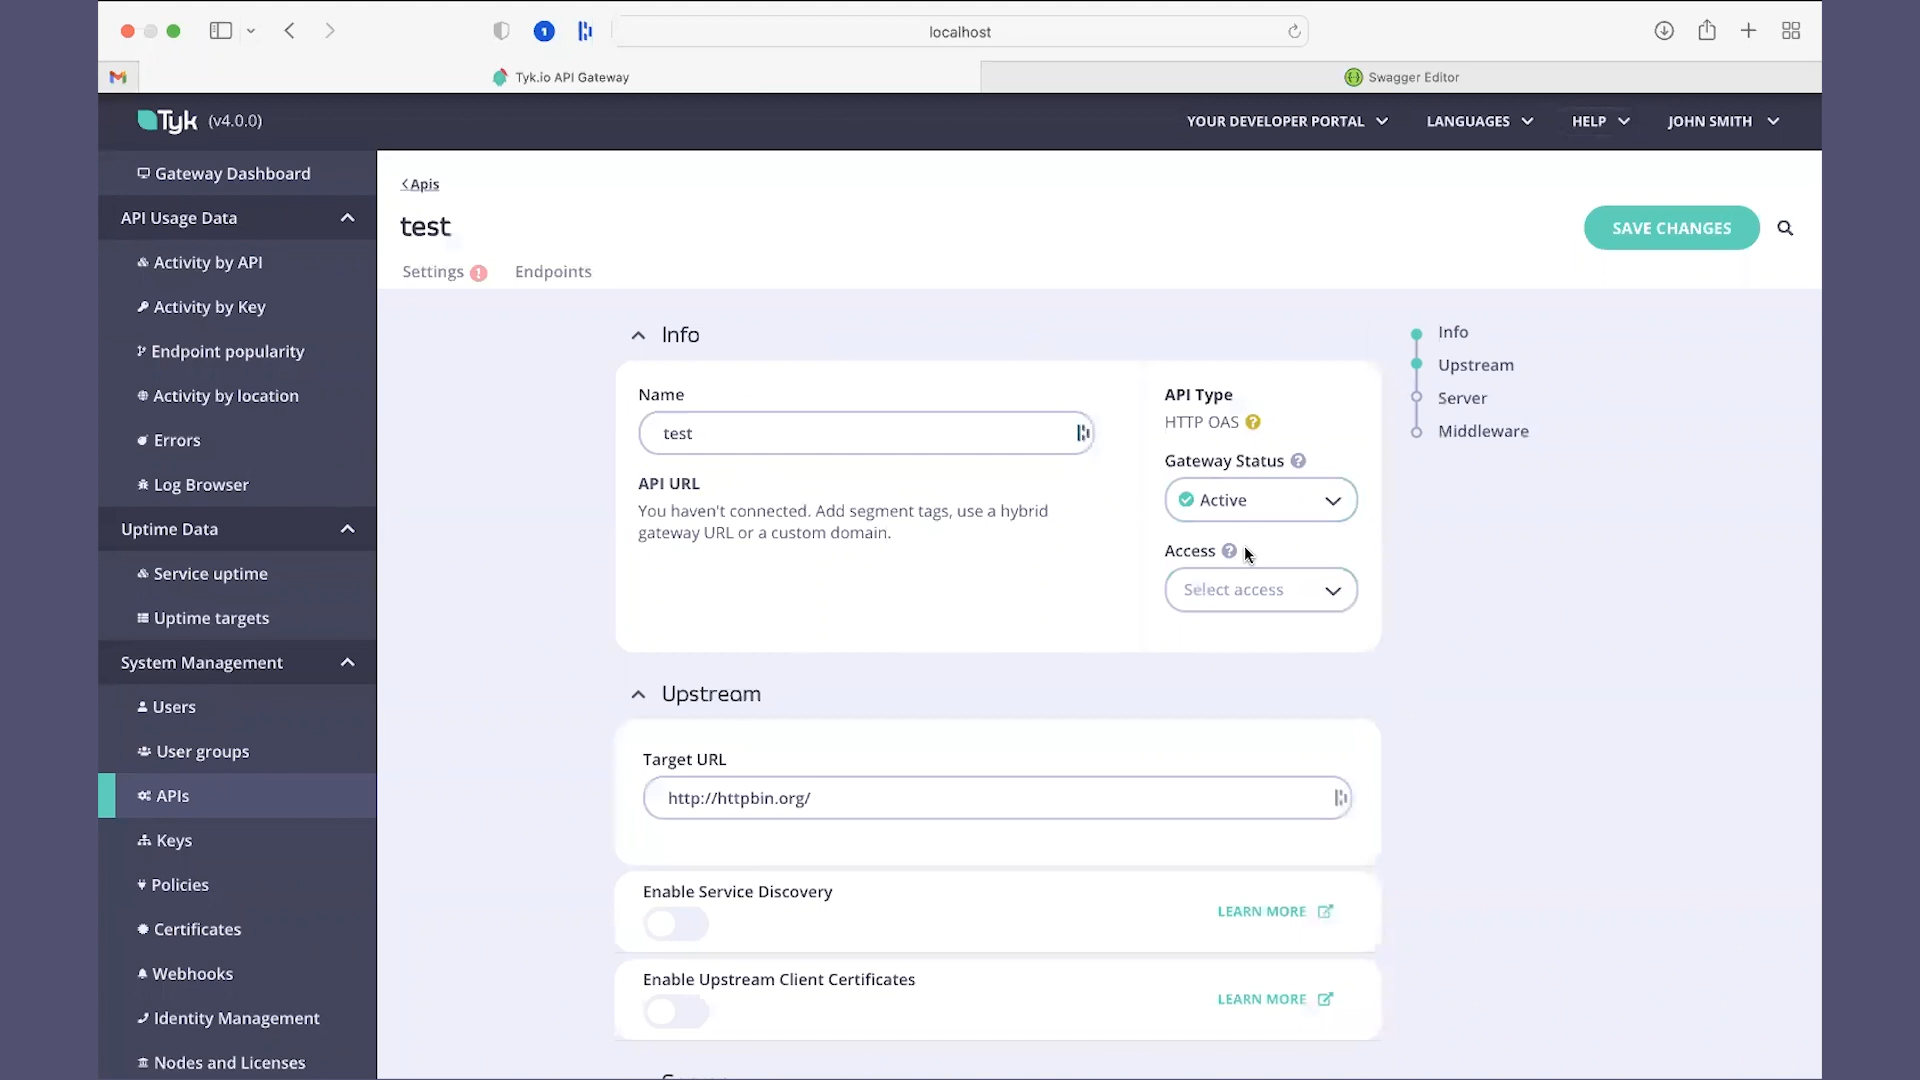 1
localhost
Tyk.io API Gateway
Swagger Editor
Tyk (v4.0.0)
YOUR DEVELOPER PORTAL
LANGUAGES
HELP
JOHN SMITH
Gateway Dashboard
API Usage Data
Activity by API
Activity by Key
Endpoint popularity
Activity by location
Errors
Log Browser
Uptime Data
Service uptime
Uptime targets
System Management
Users
User groups
APIs
Keys
Policies
Certificates
Webhooks
Identity Management
Nodes and Licenses
<Apis
test
SAVE CHANGES
Settings !
Endpoints
Info
Name
test
API URL
You haven't connected. Add segment tags, use a hybrid
gateway URL or a custom domain.
API Type
HTTP OAS ?
Gateway Status ?
Active
Access ?
Select access
Upstream
Target URL
http://httpbin.org/
Enable Service Discovery
LEARN MORE
Enable Upstream Client Certificates
LEARN MORE
Info
Upstream
Server
Middleware